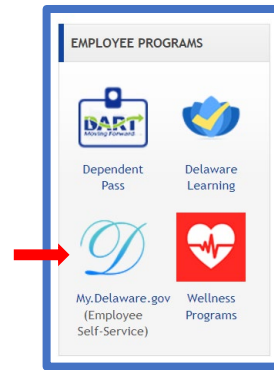 EMPLOYEE PROGRAMS
DART
Moving Forward
Dependent
Pass
Delaware
Learning
D
My.Delaware.gov
(Employee
Self-Service)
Wellness
Programs